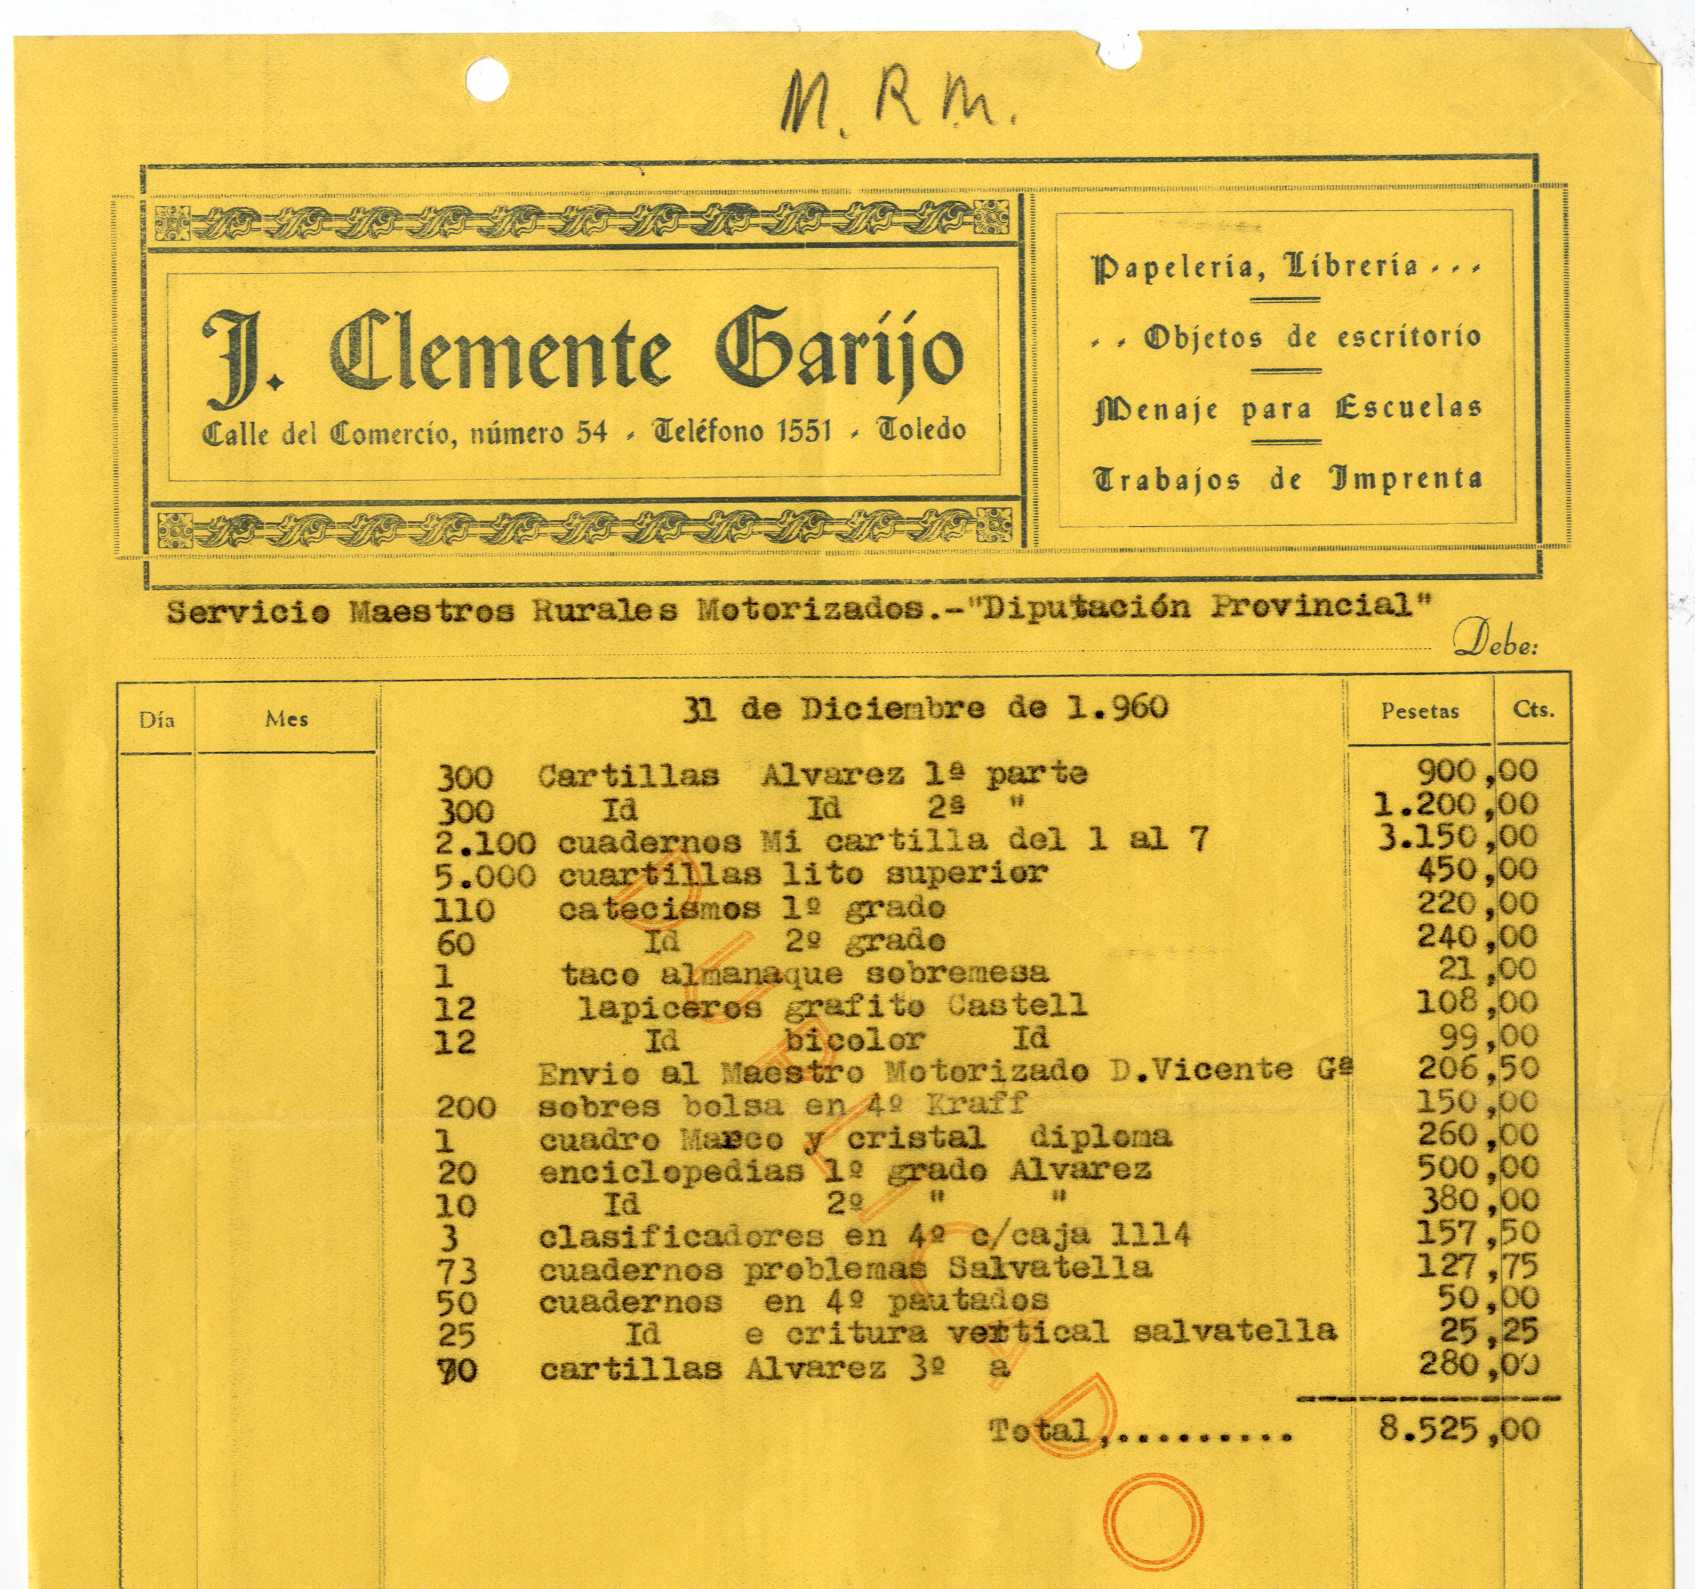 M. R M.
J. Clemente Garijo
Calle del Comercio, número 54 - Teléfono 1551 - Toledo
Papelería, Librería...
.. Objetos de escritorio
Menaje para Escuelas
Trabajos de Imprenta
Servicio Maestros Rurales Motorizados.-"Diputación Provincial"
Debe:
Día Mes 31 de Diciembre de 1.960 Pesetas Cts.
300 Cartillas Alvarez 1ª parte 900,00
300 Id Id 2ª " 1.200,00
2.100 cuadernos Mi cartilla del 1 al 7 3.150,00
5.000 cuartillas lito superior 450,00
110 catecismos 1º grado 220,00
60 Id 2º grado 240,00
1 taco almanaque sobremesa 21,00
12 lapiceros grafito Castell 108,00
12 Id bicolor Id 99,00
Envio al Maestro Motorizado D.Vicente Gª 206,50
200 sobres bolsa en 4º Kraff 150,00
1 cuadro Marco y cristal diploma 260,00
20 enciclopedias 1º grado Alvarez 500,00
10 Id 2º " " 380,00
3 clasificadores en 4º c/caja 1114 157,50
73 cuadernos problemas Salvatella 127,75
50 cuadernos en 4º pautados 50,00
25 Id e critura vertical salvatella 25,25
70 cartillas Alvarez 3º a 280,00
Total,.......... 8.525,00
DUPLICADO